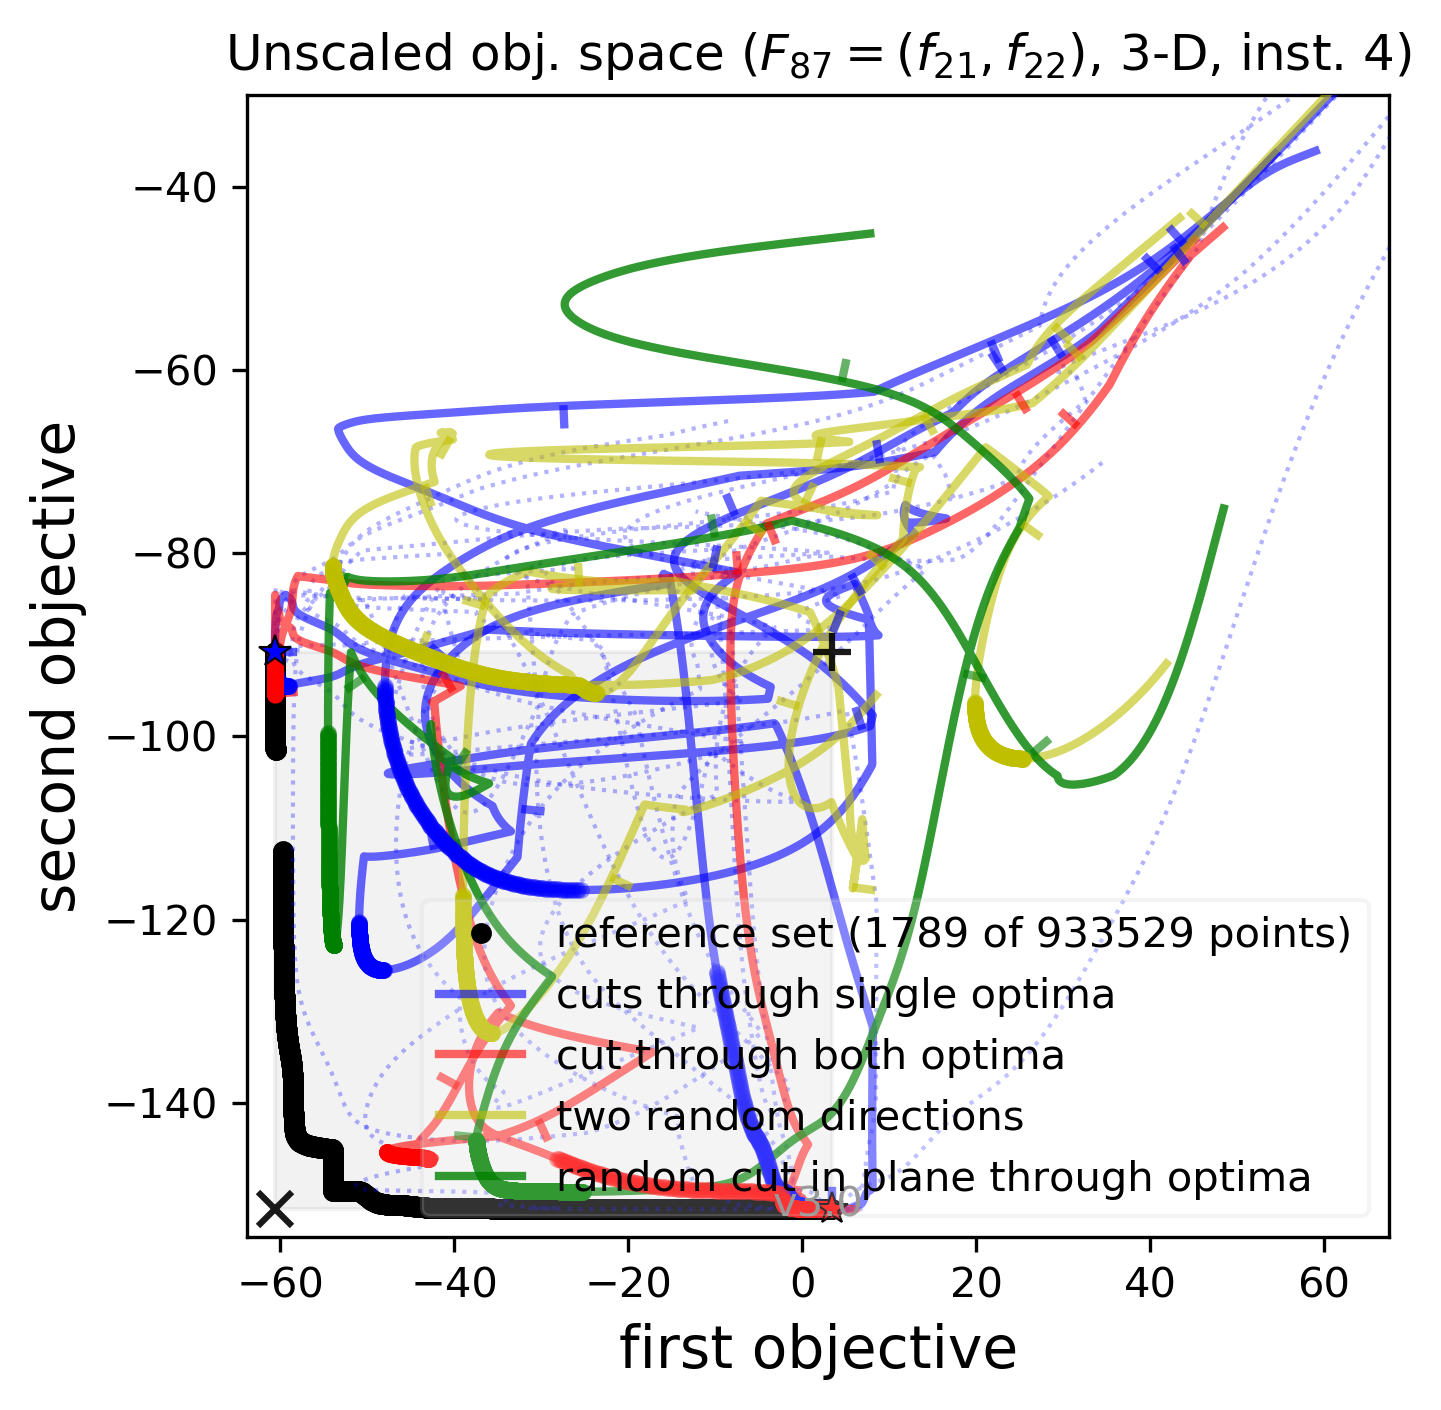 Unscaled obj. space (F₈₇ = (f₂₁, f₂₂), 3-D, inst. 4)
second objective
−40
−60
−80
−100
−120
−140
reference set (1789 of 933529 points)
cuts through single optima
cut through both optima
two random directions
random cut in plane through optima
v3.0
−60 −40 −20 0 20 40 60
first objective